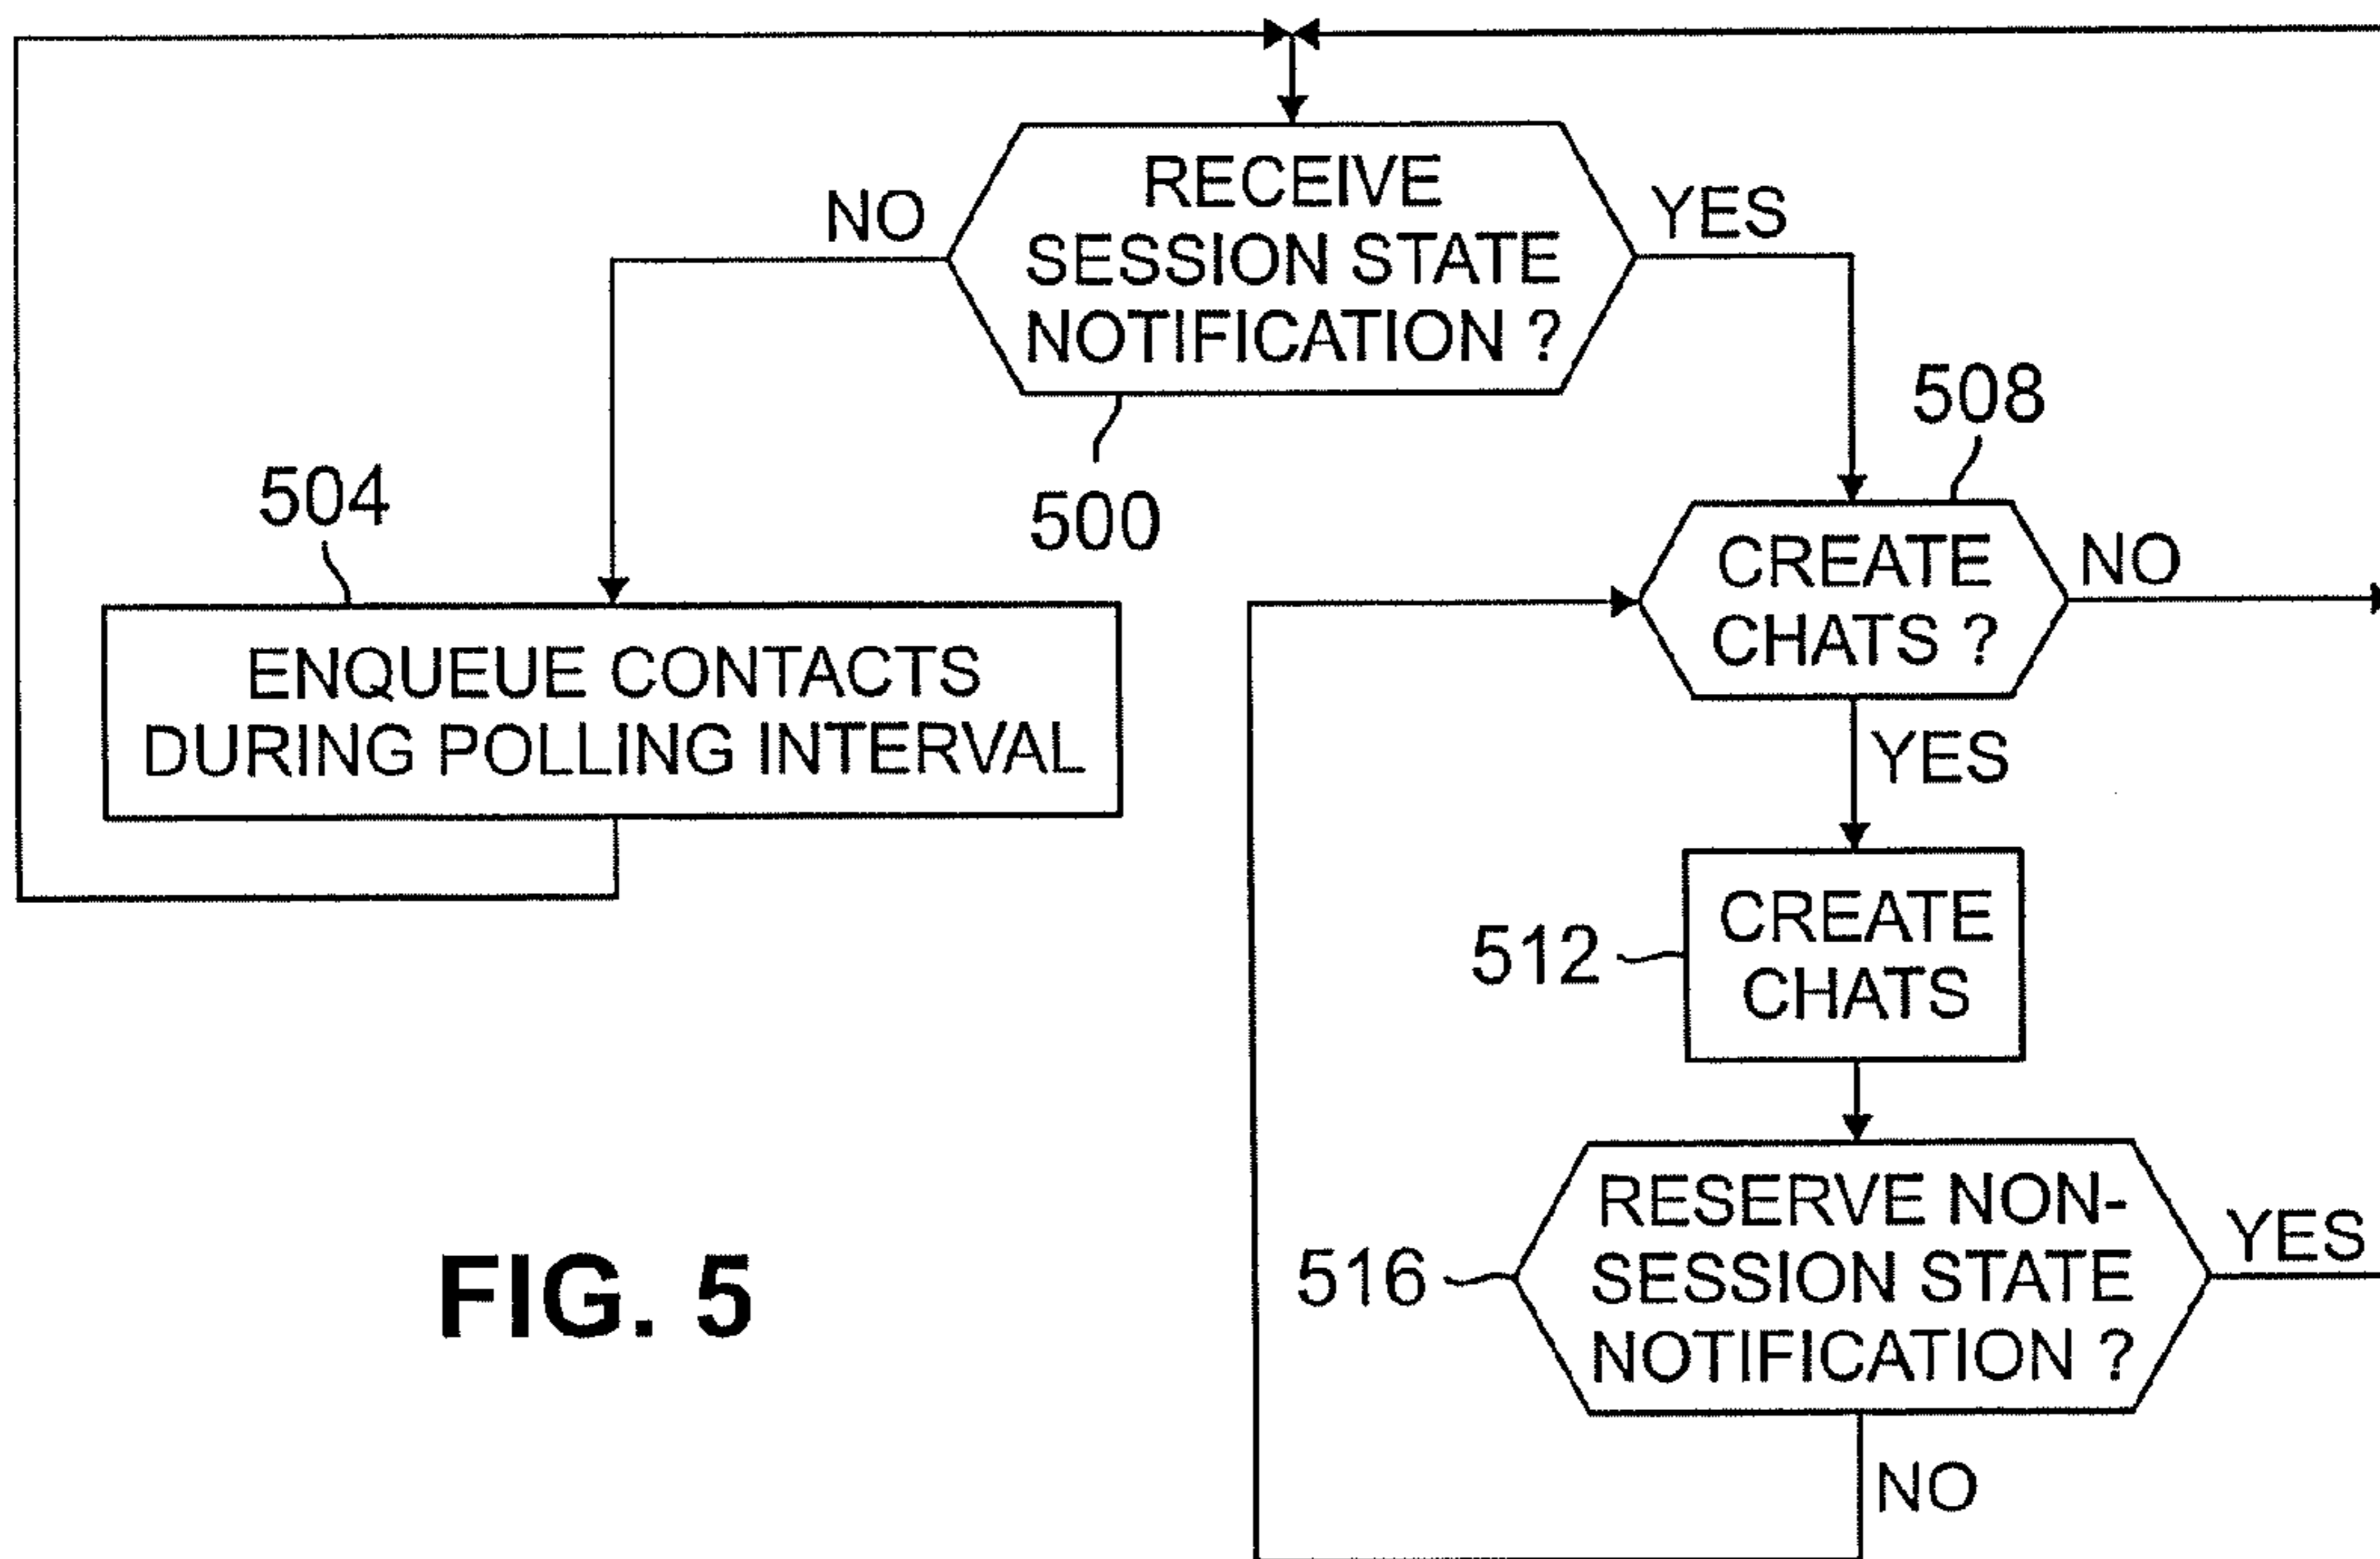 RECEIVE
SESSION STATE
NOTIFICATION ?
NO
YES
500
508
504
ENQUEUE CONTACTS
DURING POLLING INTERVAL
CREATE
CHATS ?
NO
YES
512
CREATE
CHATS
516
RESERVE NON-
SESSION STATE
NOTIFICATION ?
YES
NO
FIG. 5